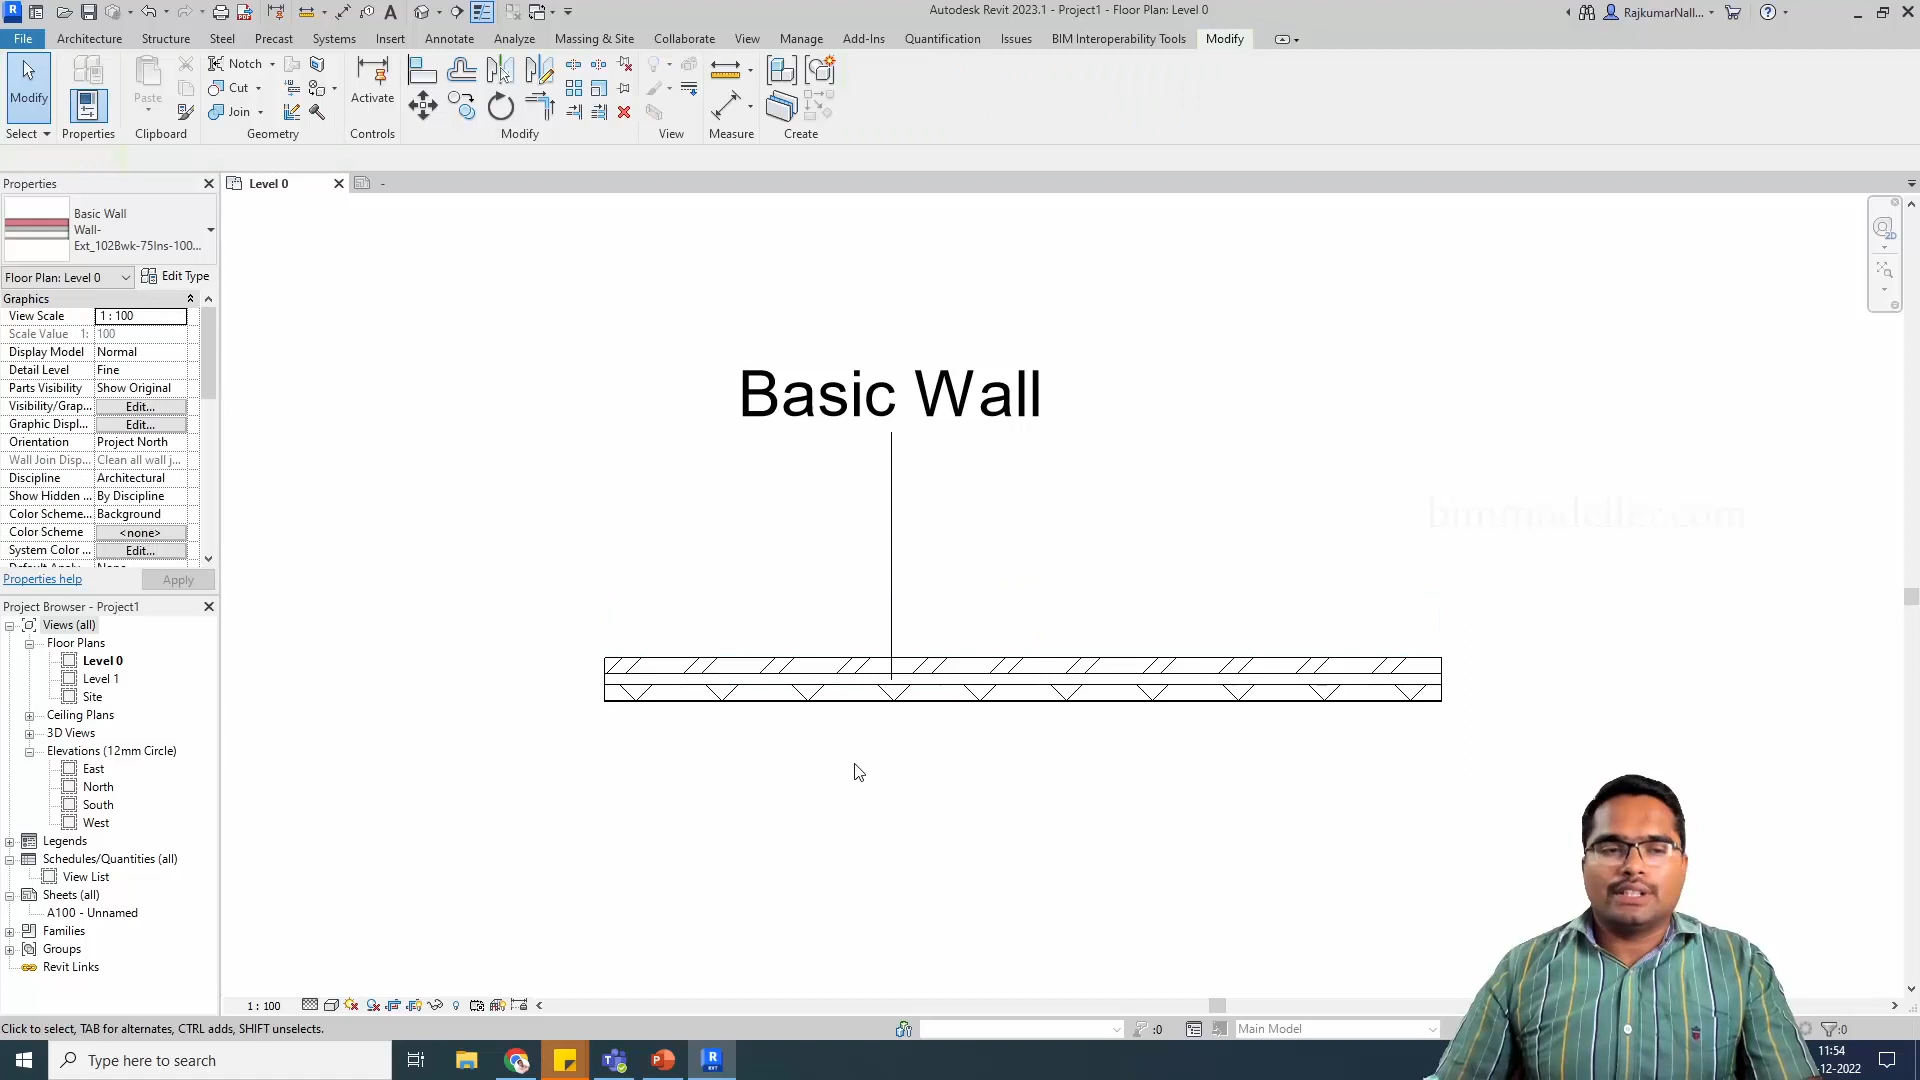 Autodesk Revit 2023.1 - Project1 - Floor Plan: Level 0
RajkumarNall...
File Architecture Structure Steel Precast Systems Insert Annotate Analyze Massing & Site Collaborate View Manage Add-Ins Quantification Issues BIM Interoperability Tools Modify
Modify Paste Notch Cut Join Activate
Select Properties Clipboard Geometry Controls Modify View Measure Create
Properties
Level 0
-
Basic Wall
Wall-
Ext_102Bwk-75Ins-100...
Floor Plan: Level 0 Edit Type
Graphics
View Scale 1 : 100
Scale Value 1: 100
Display Model Normal
Detail Level Fine
Parts Visibility Show Original
Visibility/Grap... Edit...
Graphic Displ... Edit...
Orientation Project North
Wall Join Disp... Clean all wall j...
Discipline Architectural
Show Hidden ... By Discipline
Color Scheme... Background
Color Scheme <none>
System Color ... Edit...
Properties help Apply
Project Browser - Project1
Views (all)
Floor Plans
Level 0
Level 1
Site
Ceiling Plans
3D Views
Elevations (12mm Circle)
East
North
South
West
Legends
Schedules/Quantities (all)
View List
Sheets (all)
A100 - Unnamed
Families
Groups
Revit Links
2D
Basic Wall
bimmodeller.com
1 : 100
Click to select, TAB for alternates, CTRL adds, SHIFT unselects.
:0
Main Model
:0
Type here to search
11:54
-12-2022